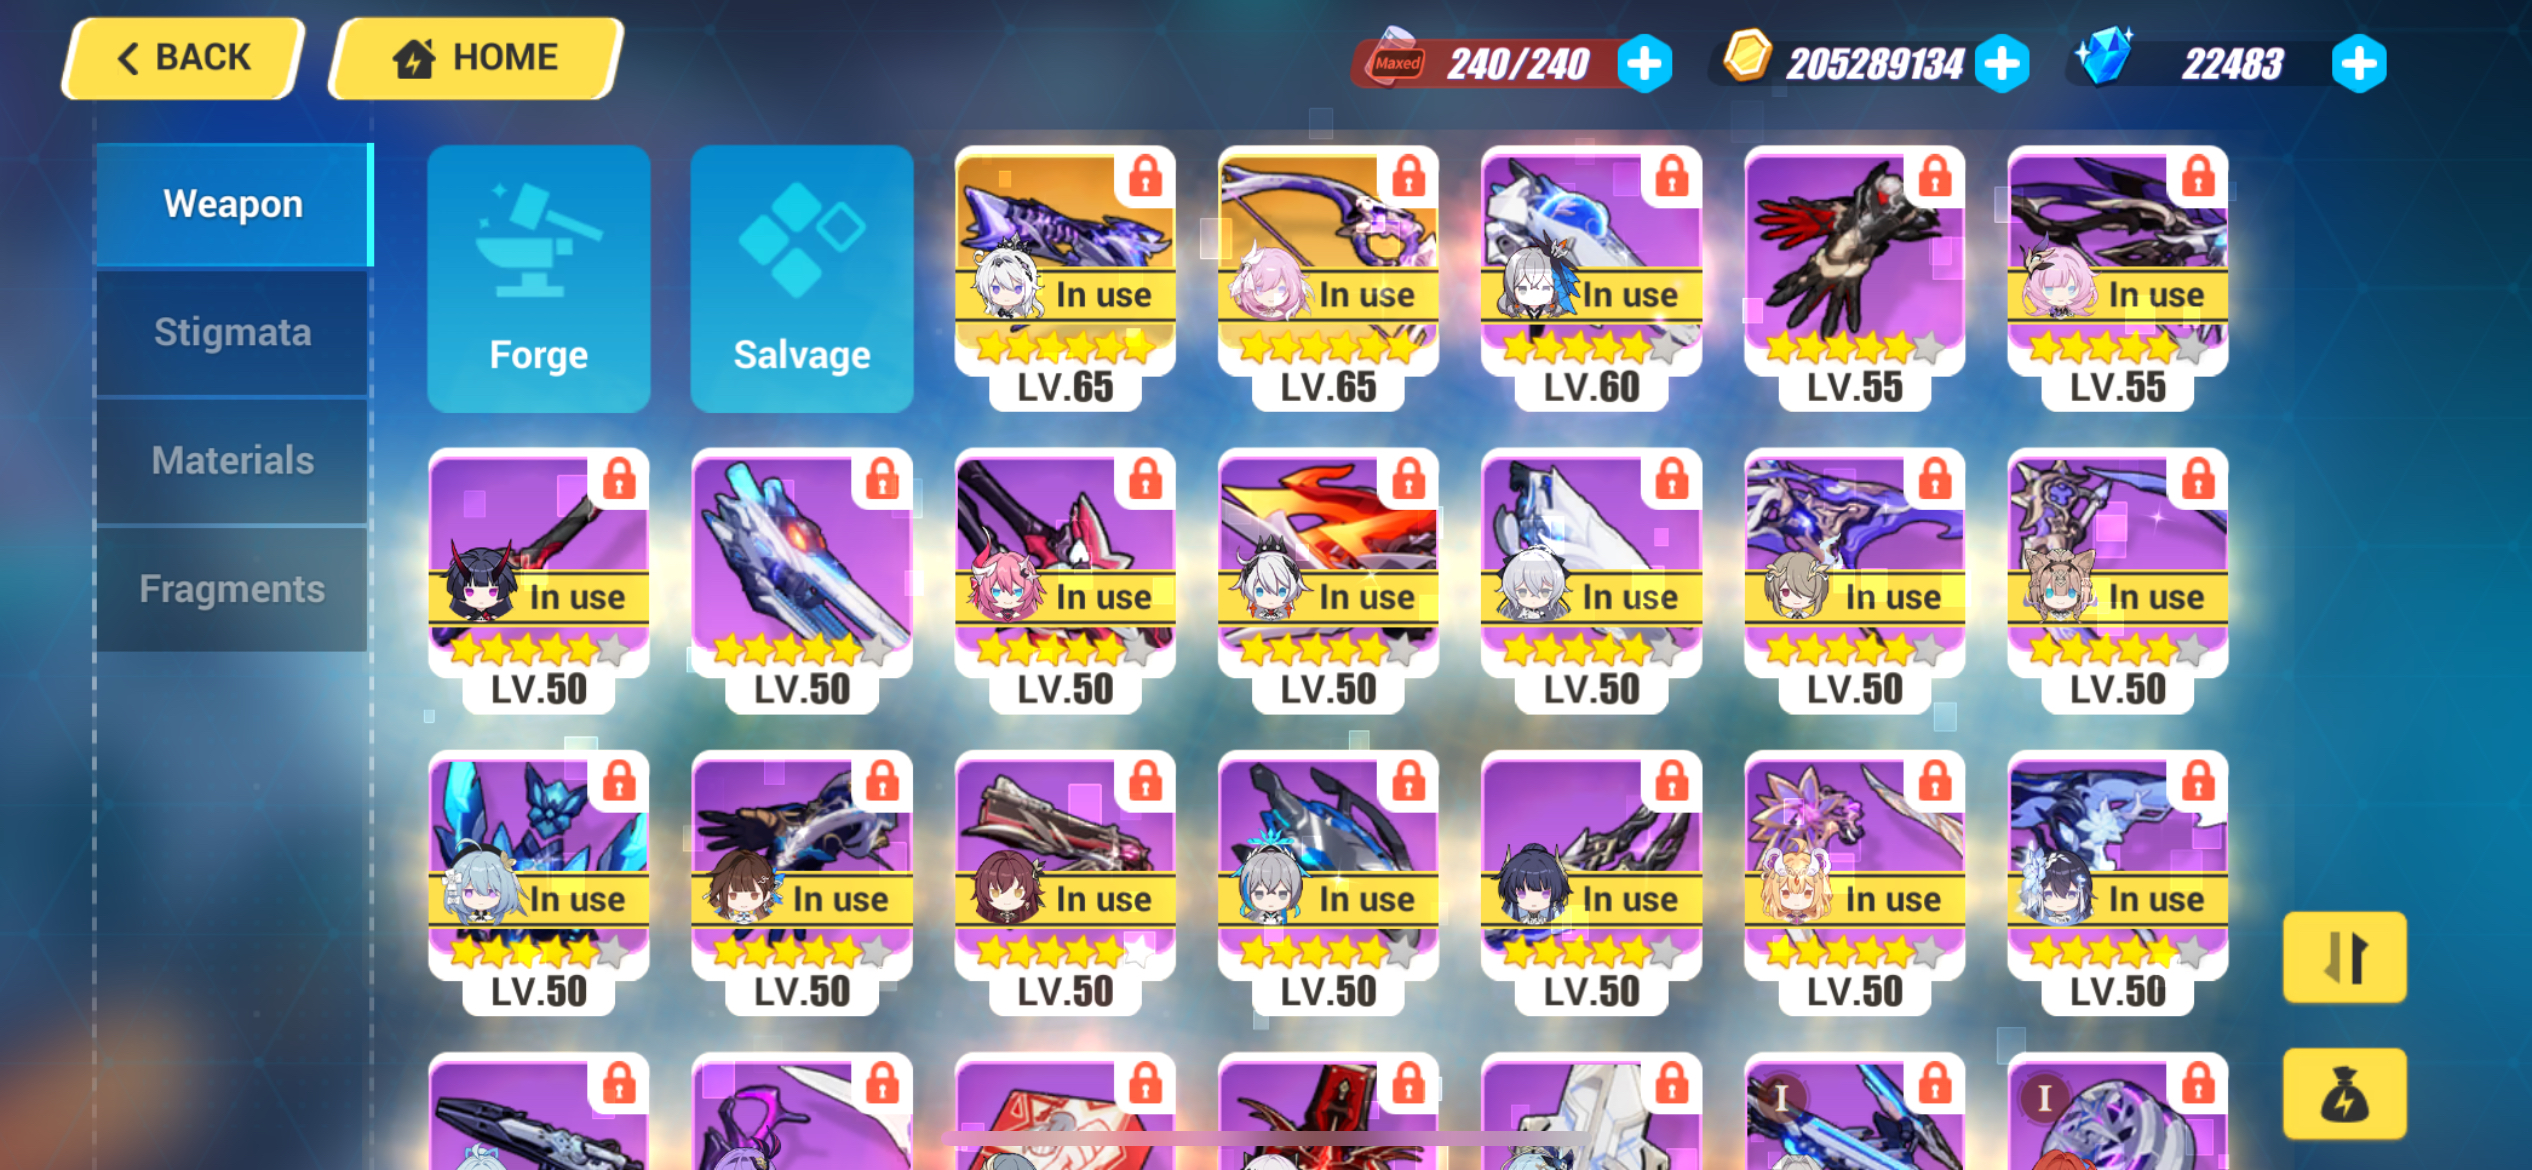 BACK
HOME
Maxed
240/240
205289134
22483
Weapon
Stigmata
Materials
Fragments
Forge
Salvage
In use
LV.65
In use
LV.65
In use
LV.60
LV.55
In use
LV.55
In use
LV.50
LV.50
In use
LV.50
In use
LV.50
In use
LV.50
In use
LV.50
In use
LV.50
In use
LV.50
In use
LV.50
In use
LV.50
In use
LV.50
In use
LV.50
In use
LV.50
In use
LV.50
I
I